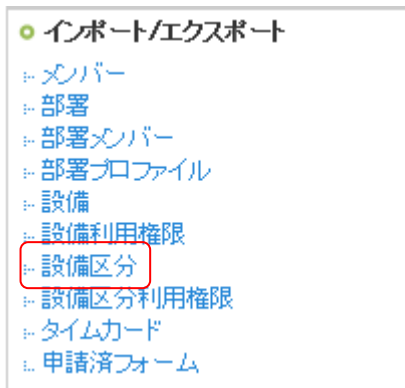 インポート/エクスポート
メンバー
部署
部署メンバー
部署プロファイル
設備
設備利用権限
設備区分
設備区分利用権限
タイムカード
申請済フォーム